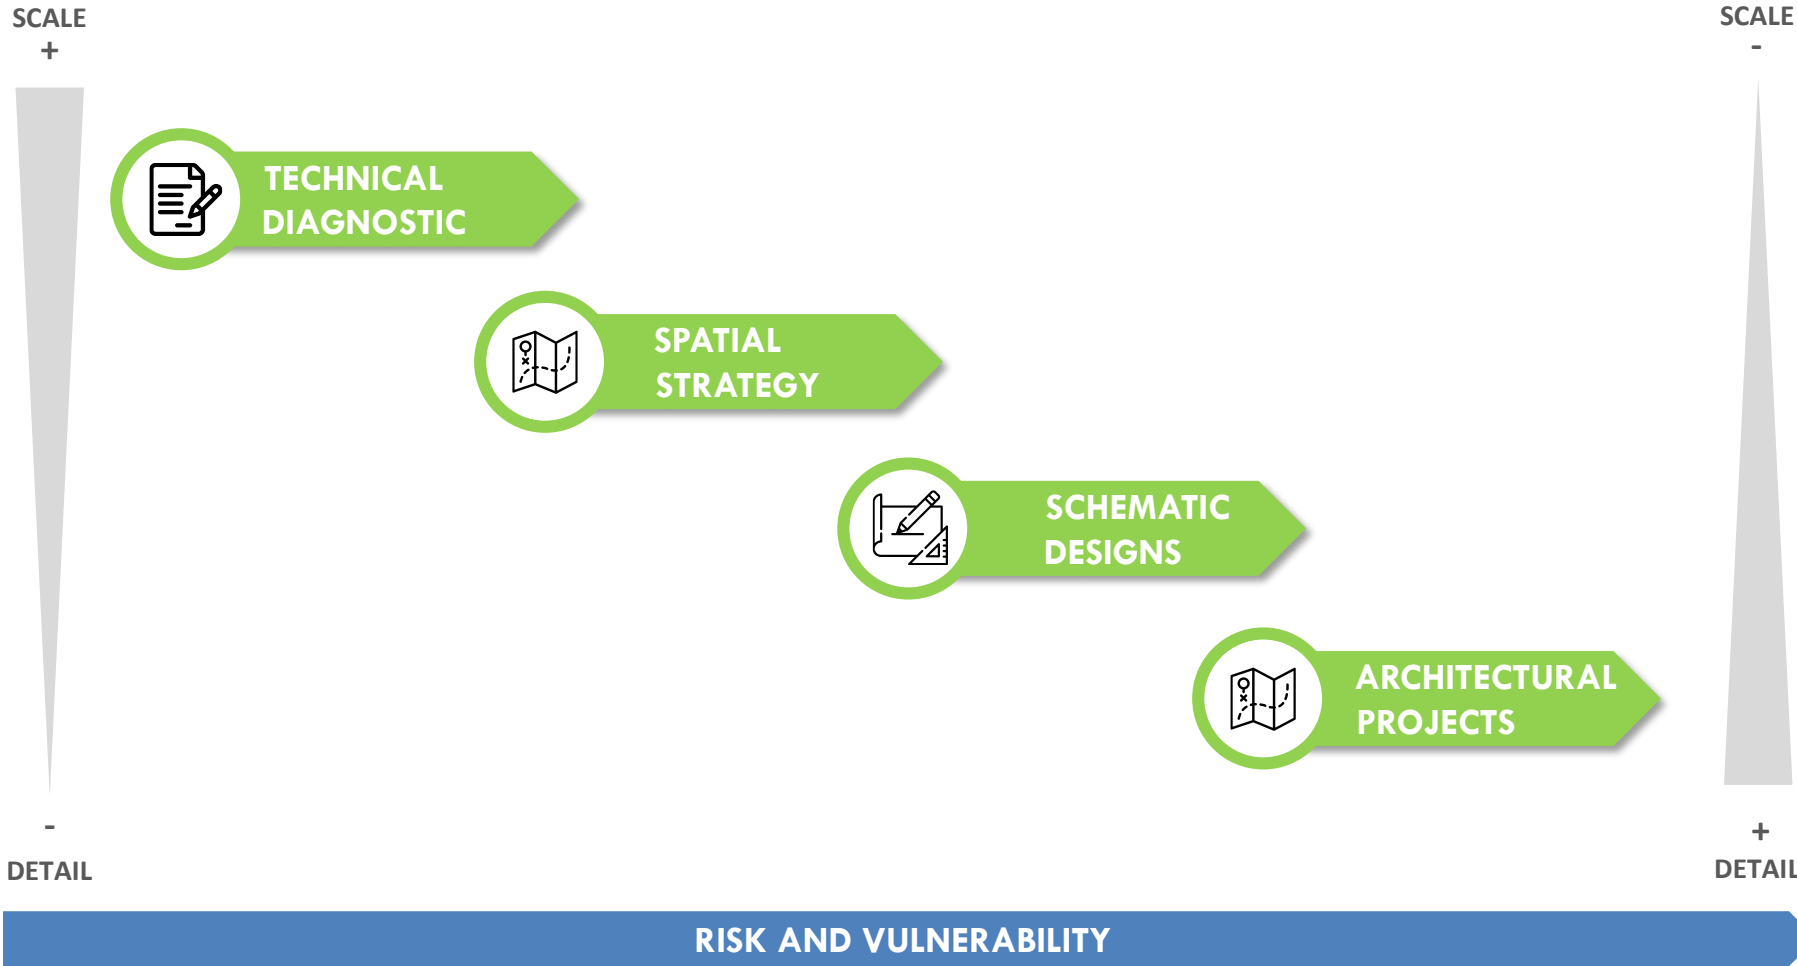 SCALE
+
SCALE
-
TECHNICAL
DIAGNOSTIC
SPATIAL
STRATEGY
SCHEMATIC
DESIGNS
ARCHITECTURAL
PROJECTS
-
DETAIL
+
DETAIL
RISK AND VULNERABILITY